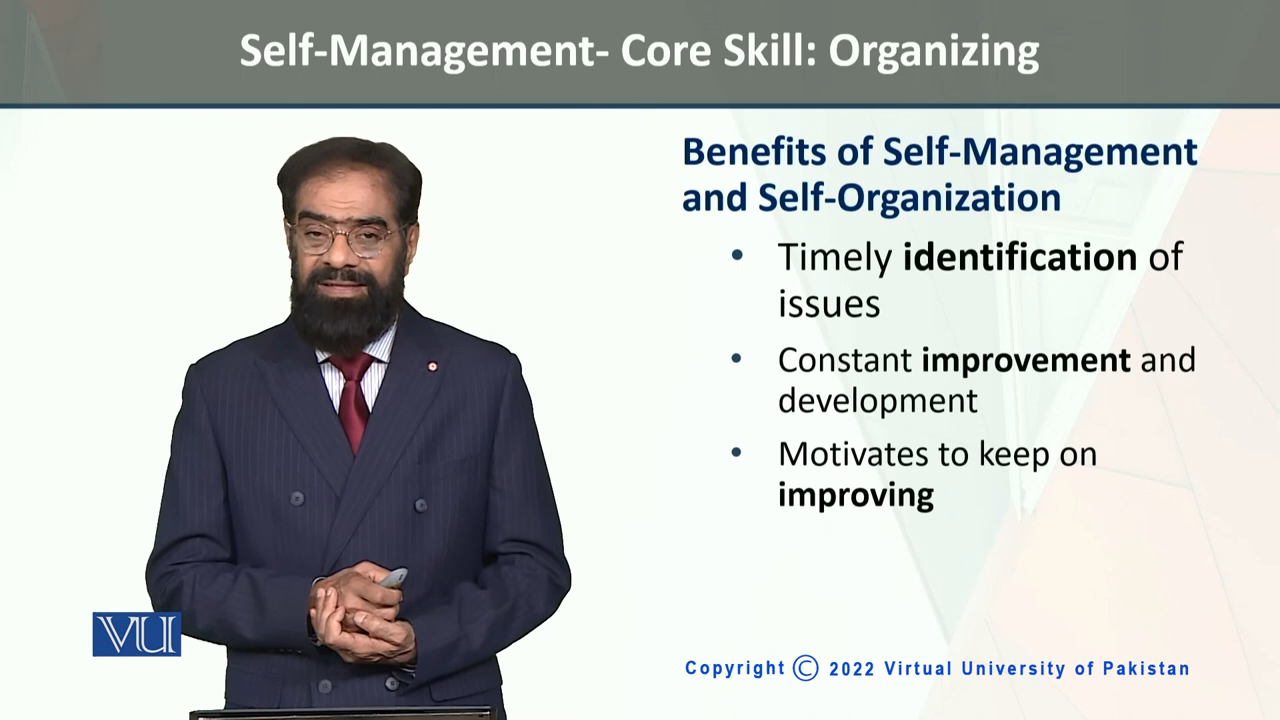 Self-Management- Core Skill: Organizing
Benefits of Self-Management
and Self-Organization
• Timely identification of
issues
• Constant improvement and
development
• Motivates to keep on
improving
VU
Copyright © 2022 Virtual University of Pakistan